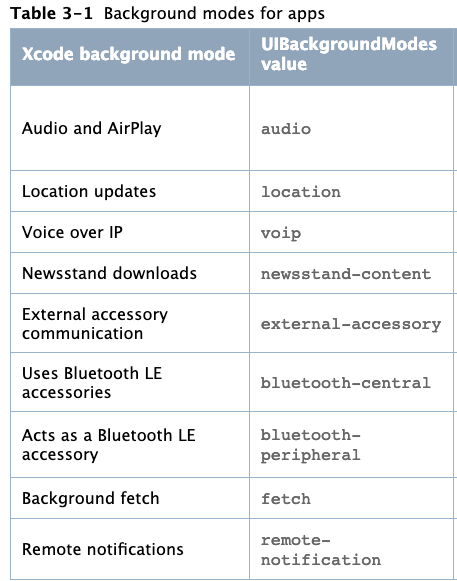 Table 3-1 Background modes for apps
Xcode background mode
UIBackgroundModes
value
Audio and AirPlay
audio
Location updates
location
Voice over IP
voip
Newsstand downloads
newsstand-content
External accessory
communication
external-accessory
Uses Bluetooth LE
accessories
bluetooth-central
Acts as a Bluetooth LE
accessory
bluetooth-
peripheral
Background fetch
fetch
Remote notifications
remote-
notification